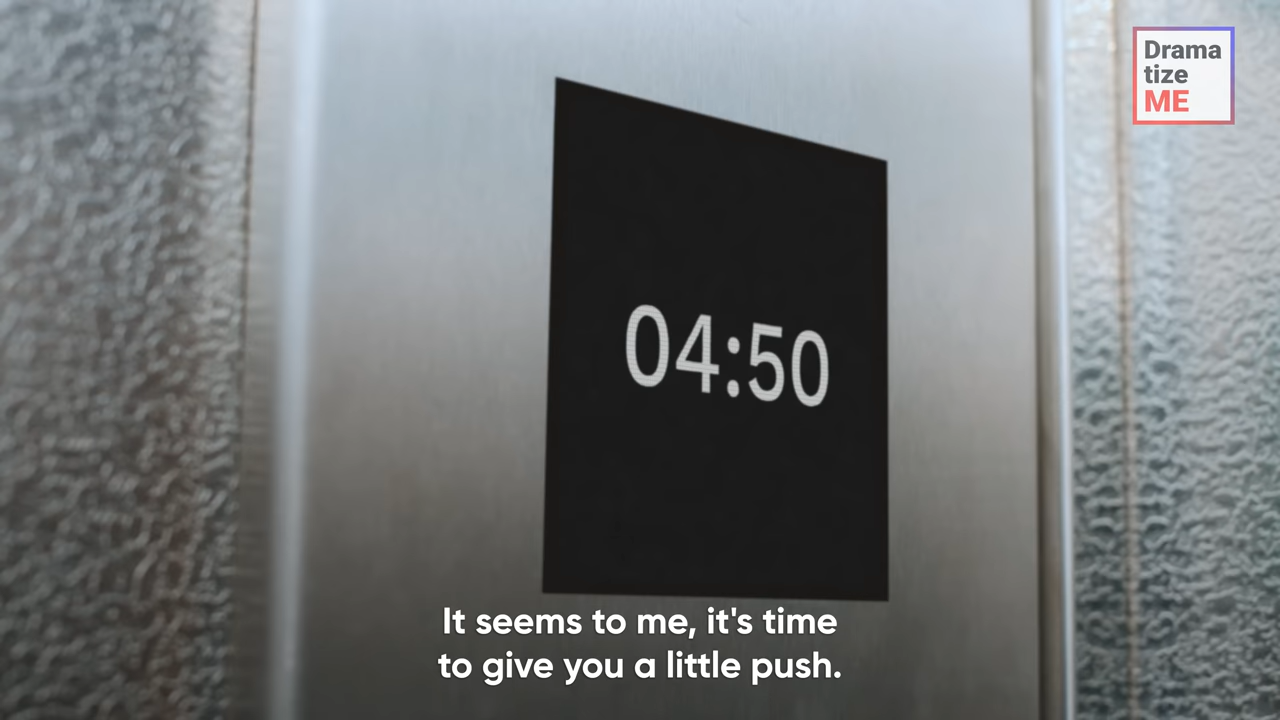 Drama
tize
ME
04:50
It seems to me, it's time
to give you a little push.